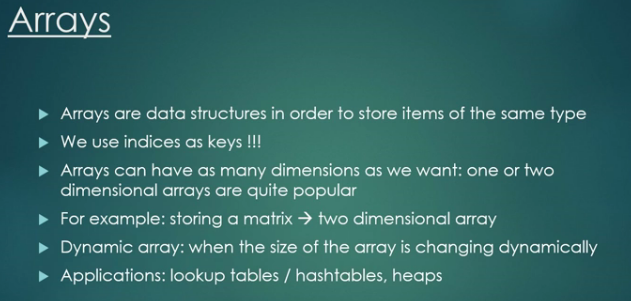 Arrays
Arrays are data structures in order to store items of the same type
We use indices as keys !!!
Arrays can have as many dimensions as we want: one or two
dimensional arrays are quite popular
For example: storing a matrix → two dimensional array
Dynamic array: when the size of the array is changing dynamically
Applications: lookup tables / hashtables, heaps